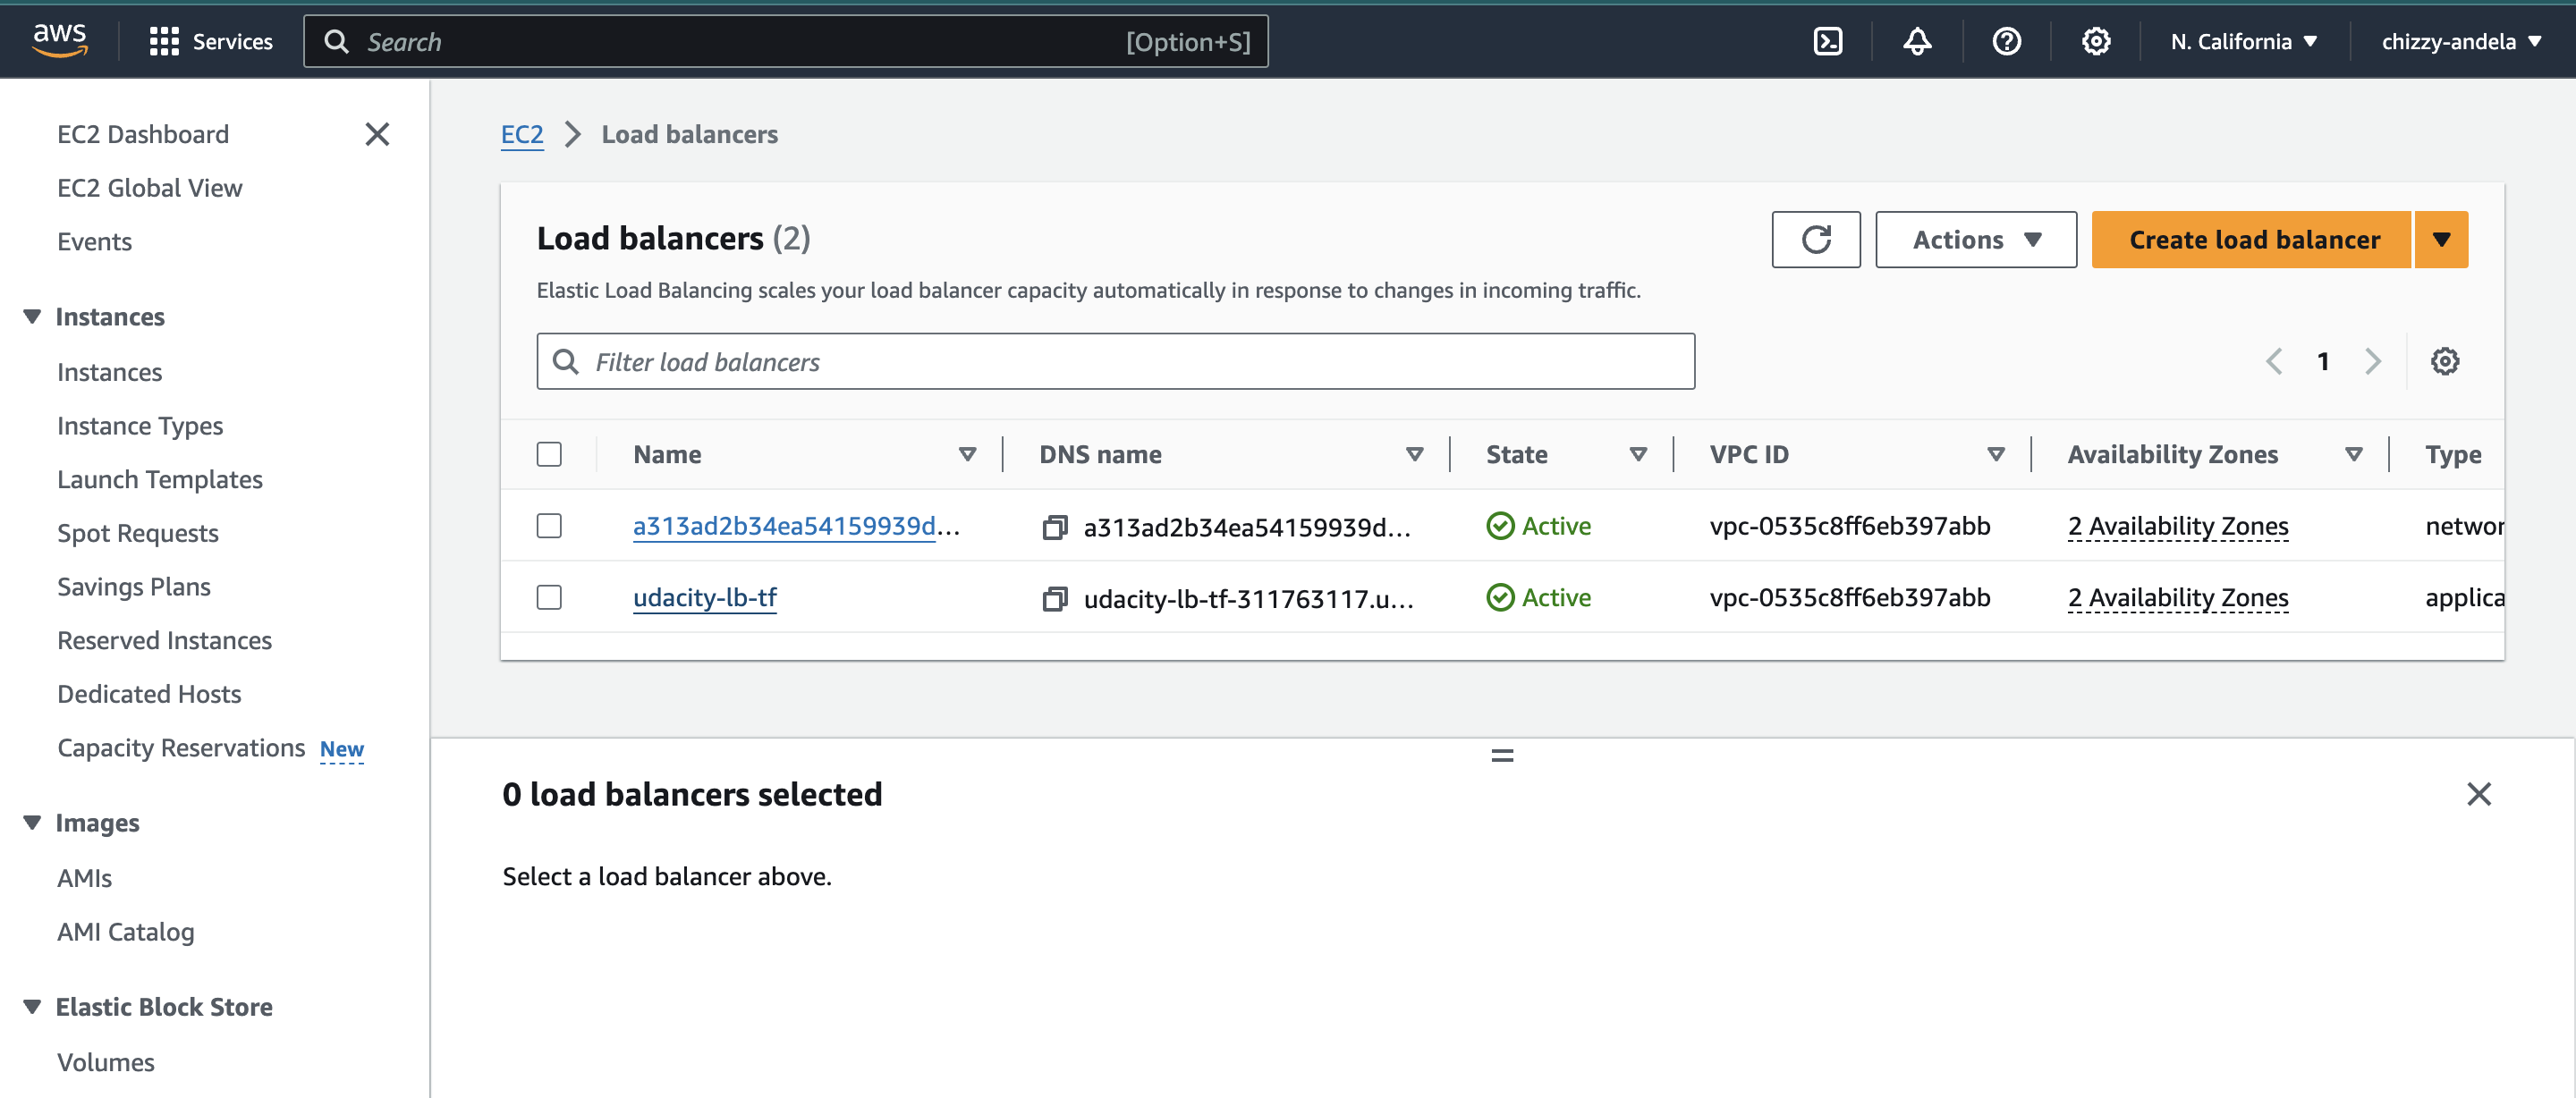 aws
Services
Search
[Option+S]
N. California
chizzy-andela
EC2 Dashboard
EC2 Global View
Events
Instances
Instances
Instance Types
Launch Templates
Spot Requests
Savings Plans
Reserved Instances
Dedicated Hosts
Capacity Reservations New
Images
AMIs
AMI Catalog
Elastic Block Store
Volumes
EC2 > Load balancers
Load balancers (2)
Actions
Create load balancer
Elastic Load Balancing scales your load balancer capacity automatically in response to changes in incoming traffic.
Filter load balancers
1
Name DNS name State VPC ID Availability Zones Type
a313ad2b34ea54159939d... a313ad2b34ea54159939d... Active vpc-0535c8ff6eb397abb 2 Availability Zones networ
udacity-lb-tf udacity-lb-tf-311763117.u... Active vpc-0535c8ff6eb397abb 2 Availability Zones applica
0 load balancers selected
Select a load balancer above.